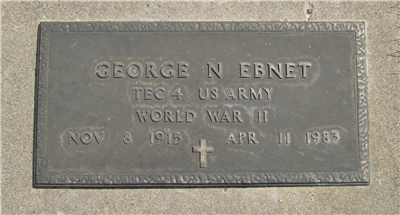 GEORGE N EBNET
TEC 4 US ARMY
WORLD WAR II
NOV 8 1915 APR 11 1983